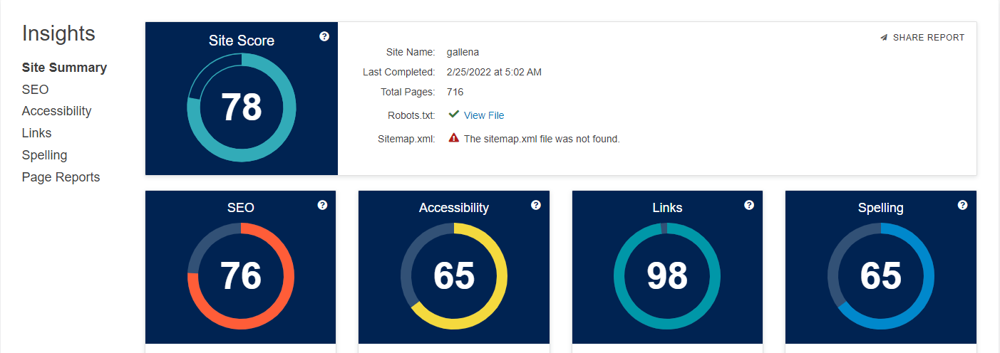 Insights
Site Summary
SEO
Accessibility
Links
Spelling
Page Reports
Site Score
?
78
SHARE REPORT
Site Name: gallena
Last Completed: 2/25/2022 at 5:02 AM
Total Pages: 716
Robots.txt: View File
Sitemap.xml: The sitemap.xml file was not found.
SEO
?
76
Accessibility
?
65
Links
?
98
Spelling
?
65